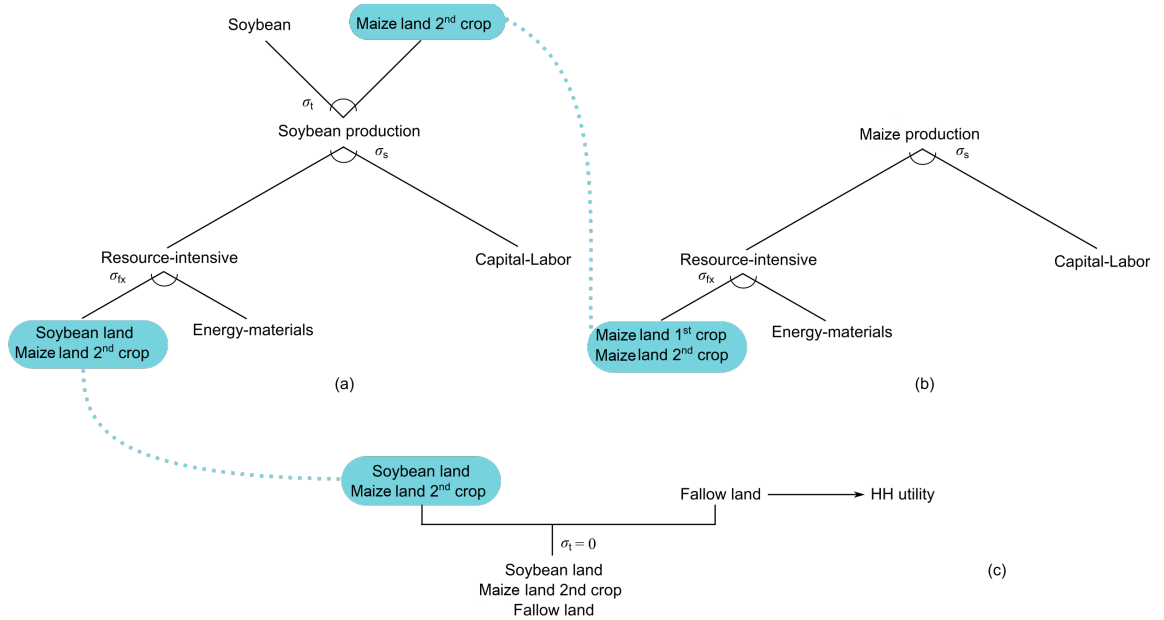 Soybean
Maize land 2nd crop
σt
Soybean production
σs
Resource-intensive
Capital-Labor
σfx
Soybean land
Maize land 2nd crop
Energy-materials
(a)
Maize production
σs
Resource-intensive
Capital-Labor
σfx
Maize land 1st crop
Maize land 2nd crop
Energy-materials
(b)
Soybean land
Maize land 2nd crop
Fallow land
HH utility
σt = 0
Soybean land
Maize land 2nd crop
Fallow land
(c)